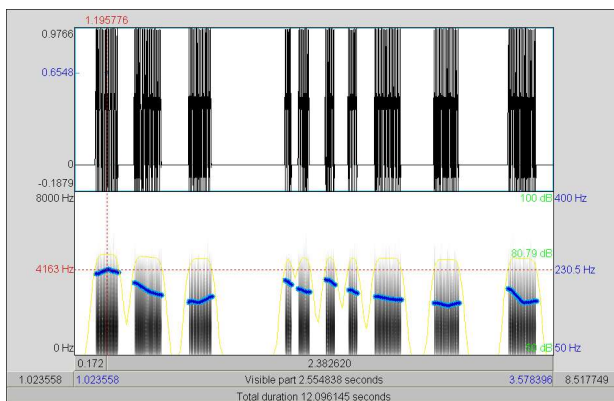 1.195776
0.9766
0.6548
0
-0.1879
8000 Hz 100 dB 400 Hz
80.79 dB
4163 Hz 230.5 Hz
0 Hz 50 Hz
0.172 2.382620
1.023558 1.023558 Visible part 2.554838 seconds 3.578396 8.517749
Total duration 12.096145 seconds